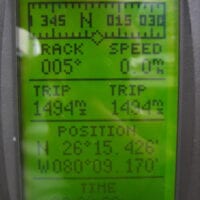 345 N 015 030
TRACK SPEED
005° 0.0
TRIP TRIP
1494 1494
POSITION
N 26°15.426'
W080°09.170'
TIME